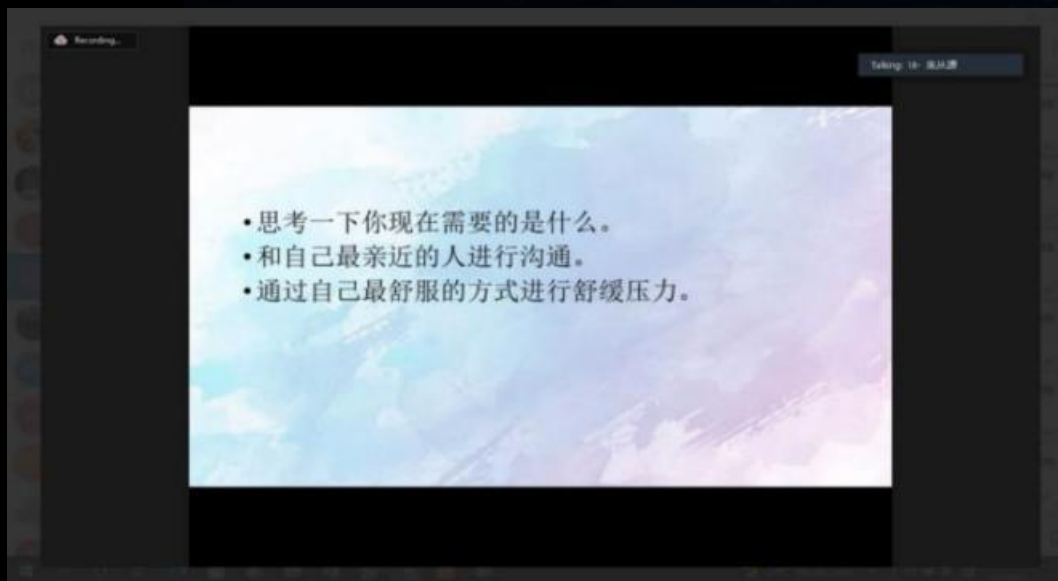 Recording...
Talking: 18-
•思考一下你现在需要的是什么。
•和自己最亲近的人进行沟通。
•通过自己最舒服的方式进行舒缓压力。